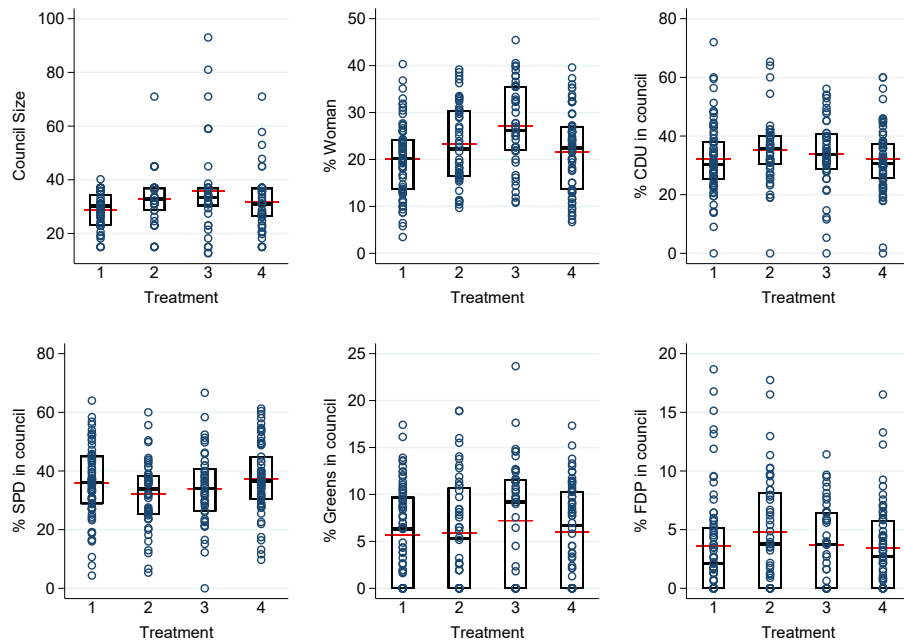 Council Size
100
80
60
40
20
1 2 3 4
Treatment
% Woman
50
40
30
20
10
0
1 2 3 4
Treatment
% CDU in council
80
60
40
20
0
1 2 3 4
Treatment
% SPD in council
80
60
40
20
0
1 2 3 4
Treatment
% Greens in council
25
20
15
10
5
0
1 2 3 4
Treatment
% FDP in council
20
15
10
5
0
1 2 3 4
Treatment